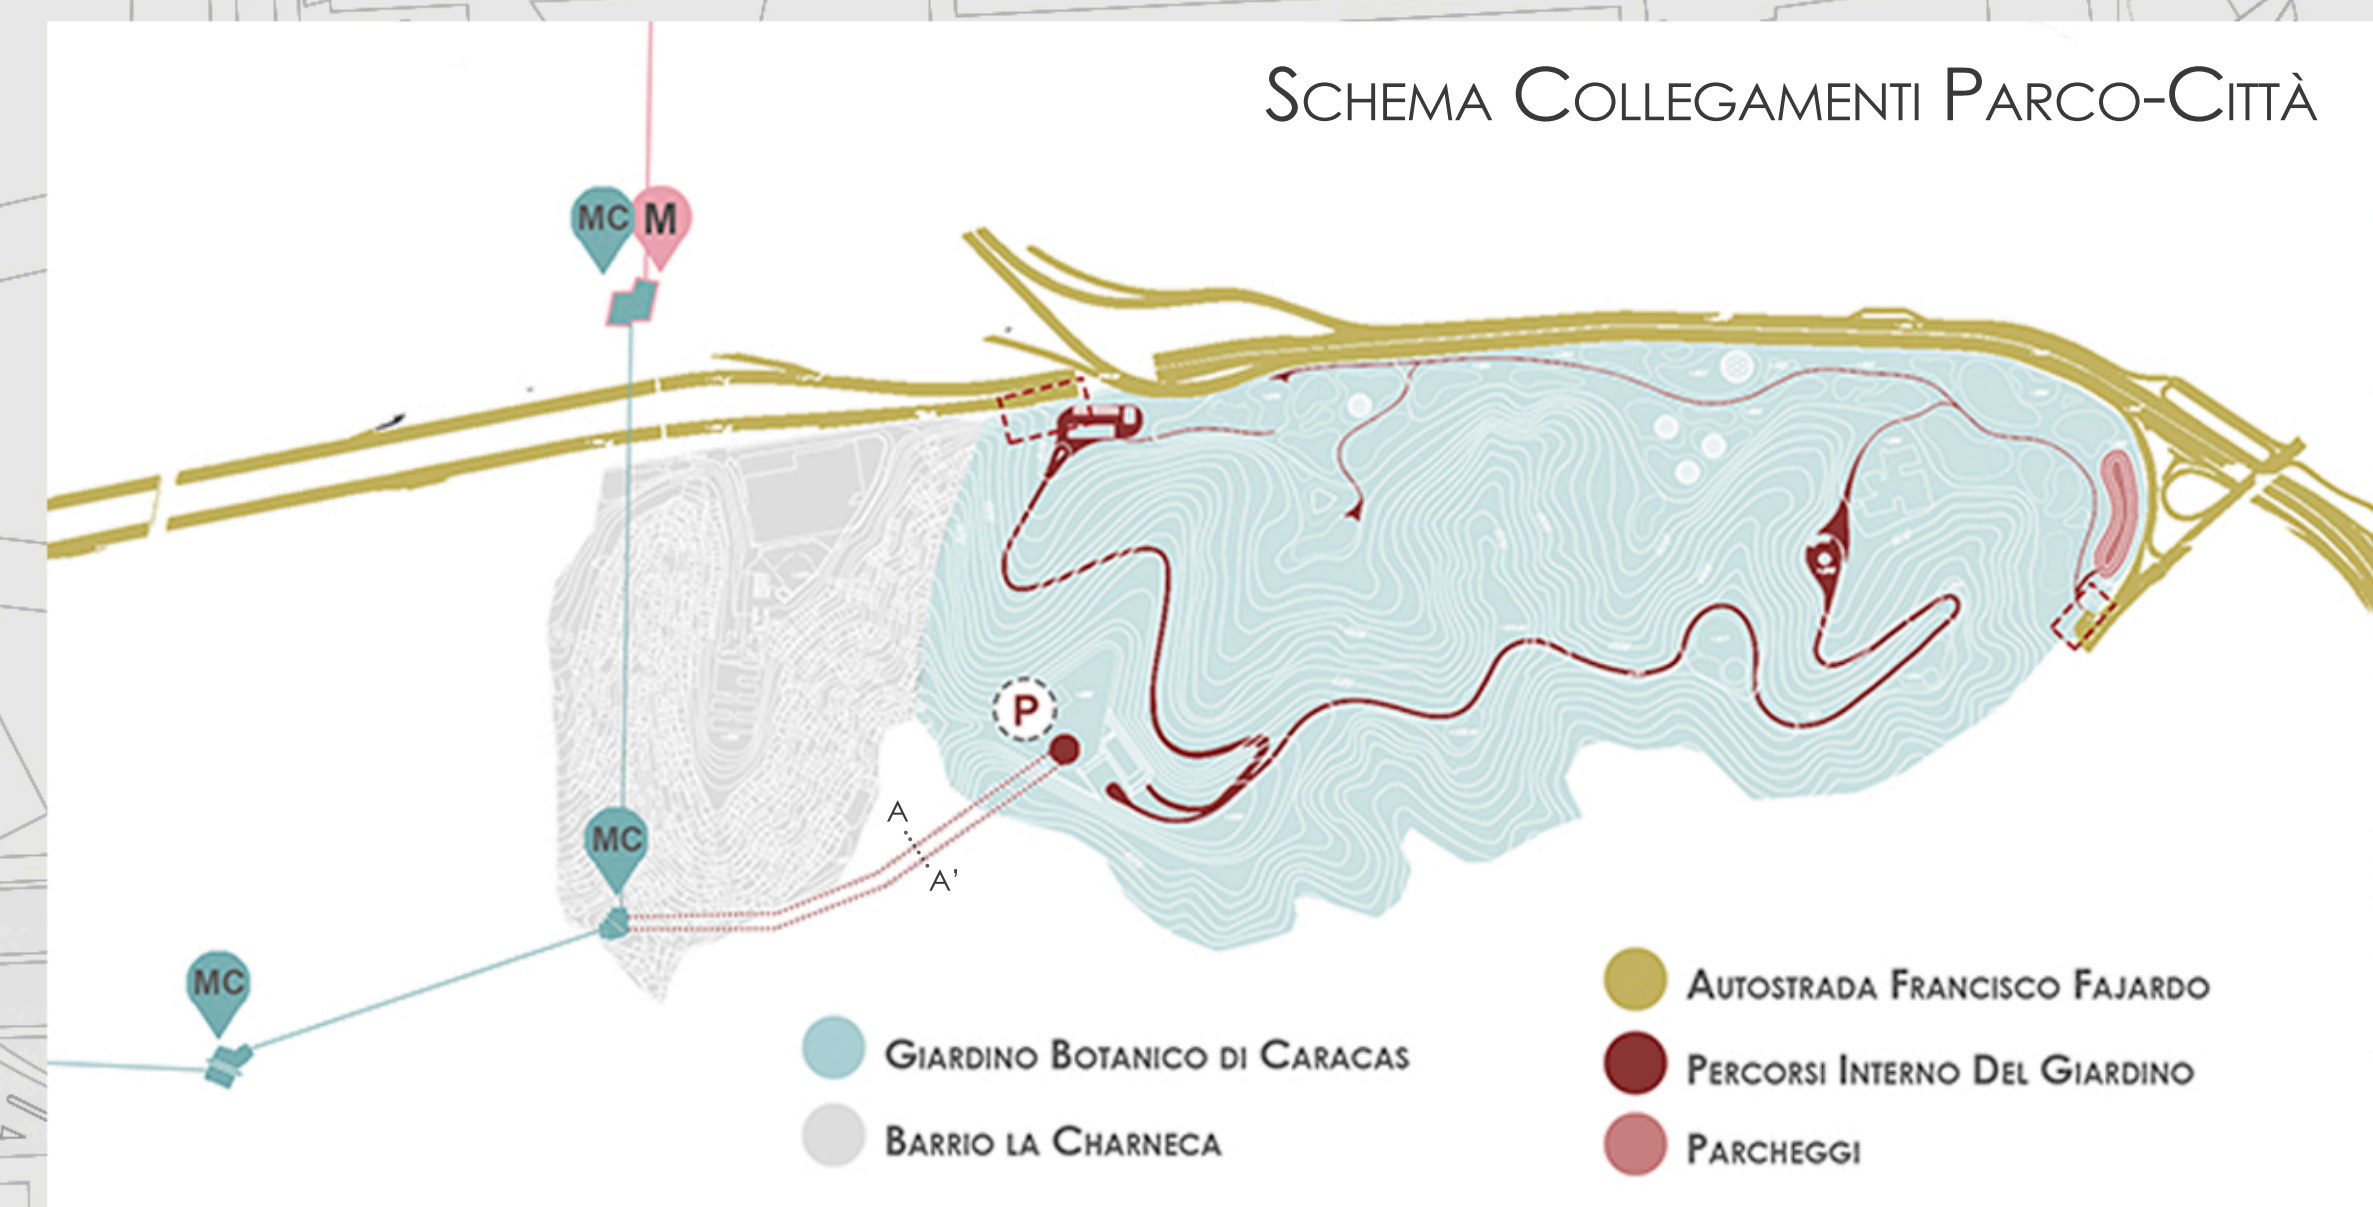 Schema Collegamenti Parco-Città
MC M
P
A
A'
MC
MC
Autostrada Francisco Fajardo
Giardino Botanico di Caracas
Percorsi Interno Del Giardino
Barrio la Charneca
Parcheggi